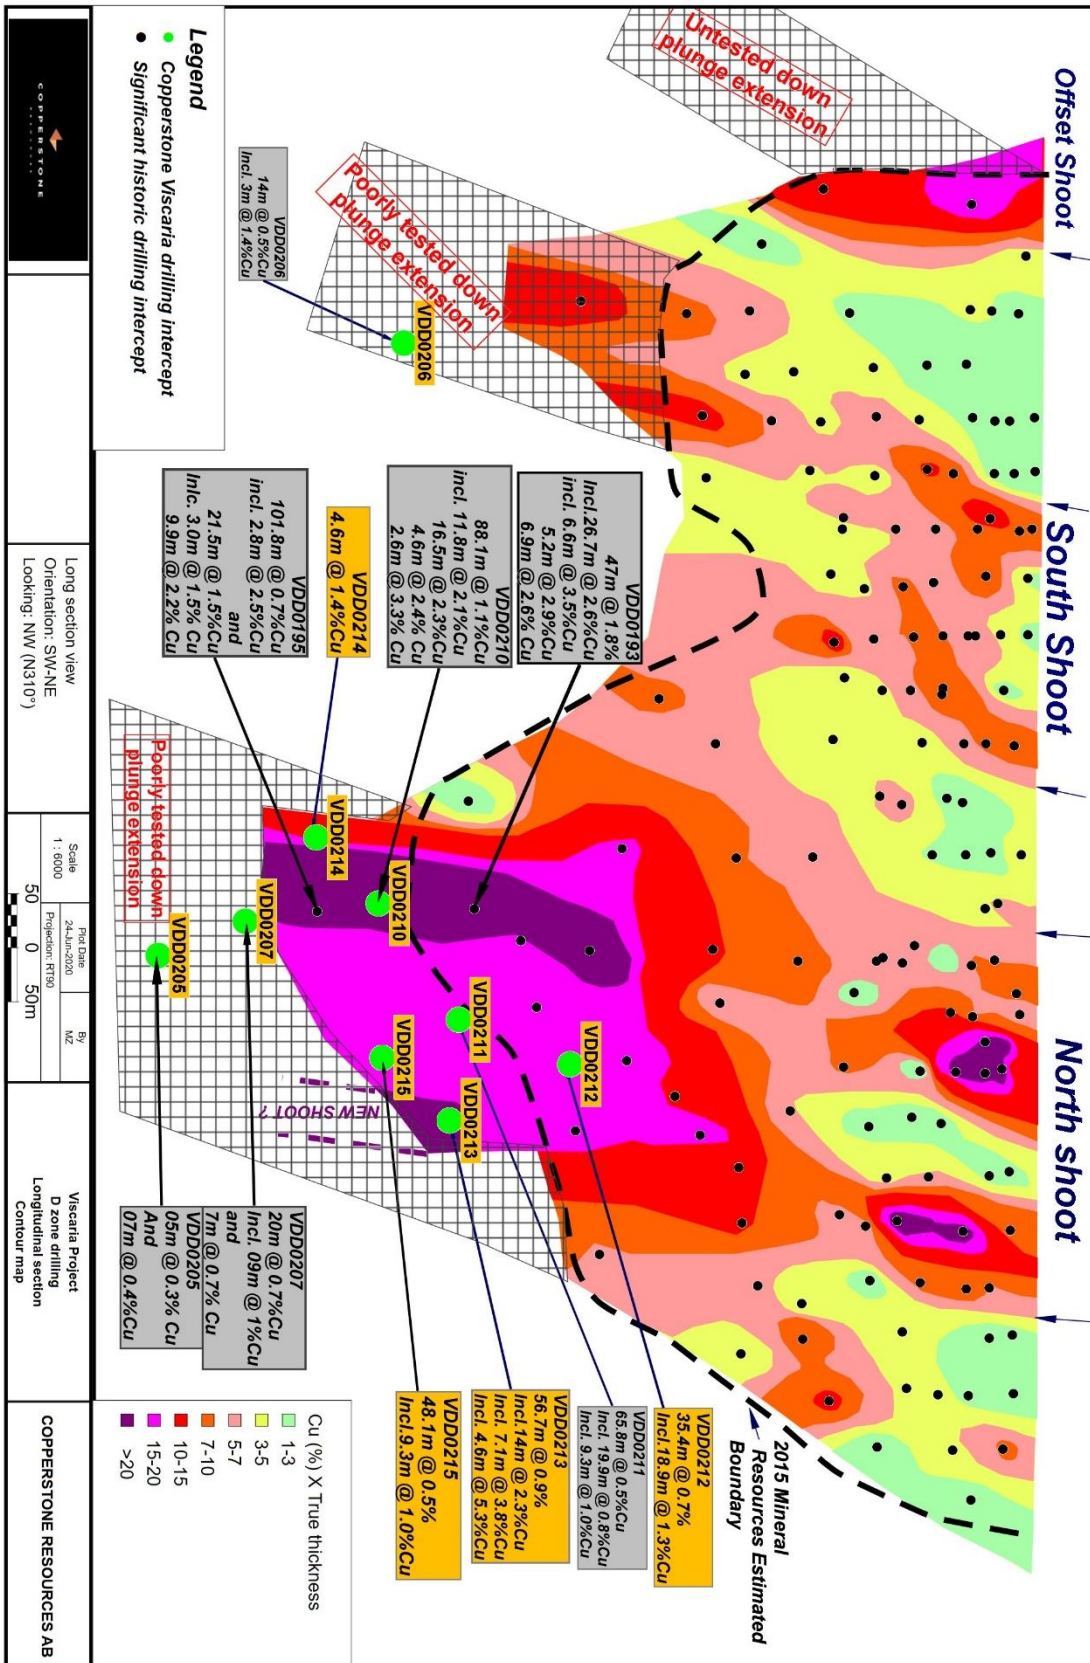 Offset Shoot
South Shoot
North shoot
Untested down
plunge extension
Poorly tested down
plunge extension
Poorly tested down
plunge extension
2015 Mineral
Resources Estimated
Boundary
NEW SHOOT ?
VDD0206
VDD0214
VDD0210
VDD0207
VDD0205
VDD0211
VDD0215
VDD0212
VDD0213
VDD0206
14m @ 0.5%Cu
Incl. 3m @ 1.4%Cu
VDD0193
47m @ 1.8%
Incl.26.7m @ 2.6%Cu
incl. 6.6m @ 3.5%Cu
5.2m @ 2.9%Cu
6.9m @ 2.6% Cu
VDD0210
88.1m @ 1.1%Cu
incl. 11.8m @ 2.1%Cu
16.5m @ 2.3%Cu
4.6m @ 2.4% Cu
2.6m @ 3.3% Cu
VDD0214
4.6m @ 1.4%Cu
VDD0195
101.8m @ 0.7%Cu
incl. 2.8m @ 2.5%Cu
and
21.5m @ 1.5%Cu
Inlc. 3.0m @ 1.5% Cu
9.9m @ 2.2% Cu
VDD0212
35.4m @ 0.7%
Incl.18.9m @ 1.3%Cu
VDD0211
65.8m @ 0.5%Cu
Incl. 19.9m @ 0.8%Cu
Incl. 9.3m @ 1.0%Cu
VDD0213
56.7m @ 0.9%
Incl.14m @ 2.3%Cu
Incl. 7.1m @ 3.8%Cu
Incl. 4.6m @ 5.3%Cu
VDD0215
48.1m @ 0.5%
Incl.9.3m @ 1.0%Cu
VDD0207
20m @ 0.7%Cu
Incl. 09m @ 1%Cu
and
7m @ 0.7% Cu
VDD0205
05m @ 0.3% Cu
And
07m @ 0.4%Cu
Legend
Copperstone Viscaria drilling intercept
Significant historic drilling intercept
Cu (%) X True thickness
1-3
3-5
5-7
7-10
10-15
15-20
>20
COPPERSTONE
Long section view
Orientation: SW-NE
Looking: NW (N310°)
Scale
1 : 6000
Plot Date
24-Jun-2020
By
MZ
Projection: RT90
50 0 50m
Viscaria Project
D zone drilling
Longitudinal section
Contour map
COPPERSTONE RESOURCES AB